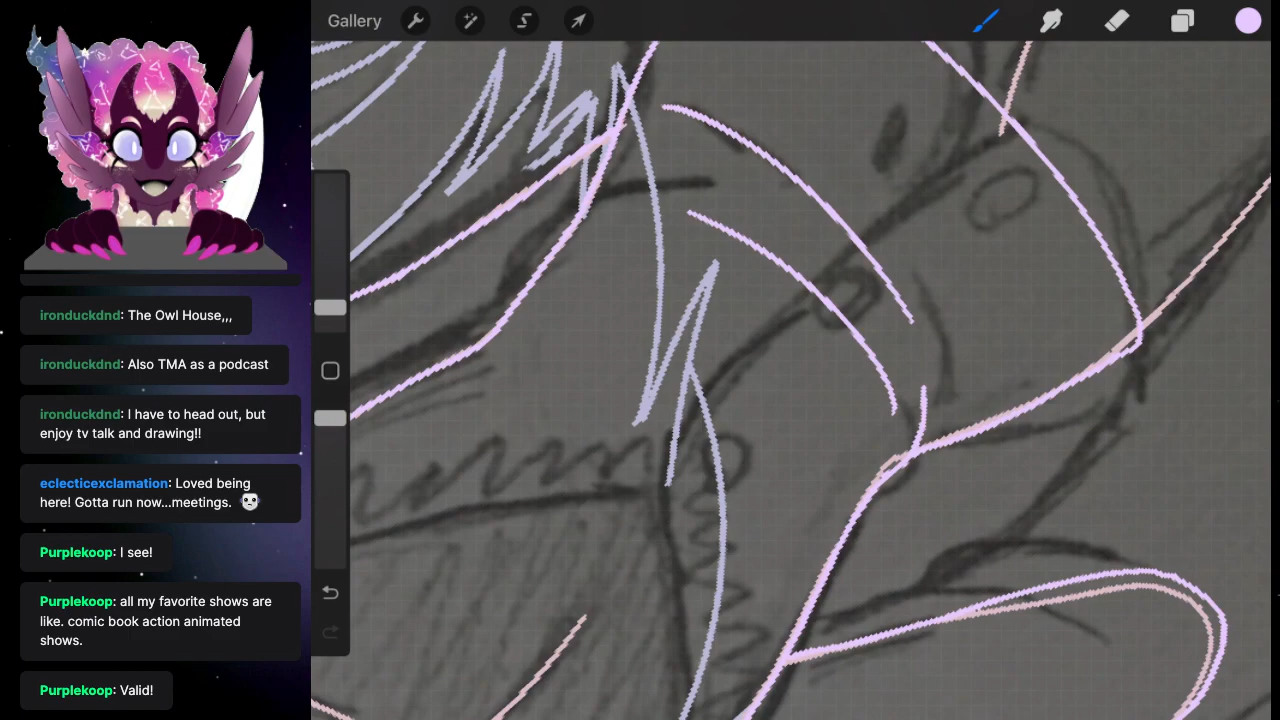 Gallery
ironduckdnd: The Owl House,,,
ironduckdnd: Also TMA as a podcast
ironduckdnd: I have to head out, but
enjoy tv talk and drawing!!
eclecticexclamation: Loved being
here! Gotta run now...meetings.
Purplekoop: I see!
Purplekoop: all my favorite shows are
like. comic book action animated
shows.
Purplekoop: Valid!